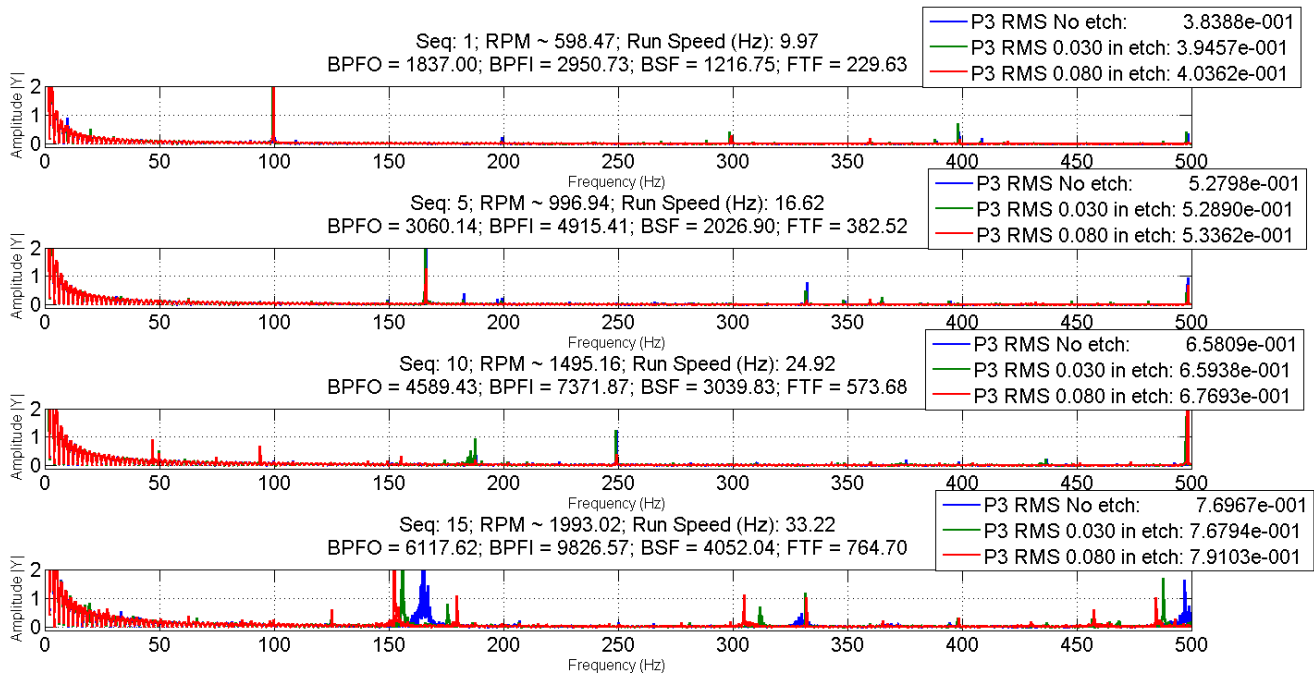 P3 RMS No etch: 3.8388e-001
P3 RMS 0.030 in etch: 3.9457e-001
P3 RMS 0.080 in etch: 4.0362e-001
Seq: 1; RPM ~ 598.47; Run Speed (Hz): 9.97
BPFO = 1837.00; BPFI = 2950.73; BSF = 1216.75; FTF = 229.63
Amplitude |Y|
2
1
0
0 50 100 150 200 250 300 350 400 450 500
Frequency (Hz)
P3 RMS No etch: 5.2798e-001
P3 RMS 0.030 in etch: 5.2890e-001
P3 RMS 0.080 in etch: 5.3362e-001
Seq: 5; RPM ~ 996.94; Run Speed (Hz): 16.62
BPFO = 3060.14; BPFI = 4915.41; BSF = 2026.90; FTF = 382.52
Amplitude |Y|
2
1
0
0 50 100 150 200 250 300 350 400 450 500
Frequency (Hz)
P3 RMS No etch: 6.5809e-001
P3 RMS 0.030 in etch: 6.5938e-001
P3 RMS 0.080 in etch: 6.7693e-001
Seq: 10; RPM ~ 1495.16; Run Speed (Hz): 24.92
BPFO = 4589.43; BPFI = 7371.87; BSF = 3039.83; FTF = 573.68
Amplitude |Y|
2
1
0
0 50 100 150 200 250 300 350 400 450 500
Frequency (Hz)
P3 RMS No etch: 7.6967e-001
P3 RMS 0.030 in etch: 7.6794e-001
P3 RMS 0.080 in etch: 7.9103e-001
Seq: 15; RPM ~ 1993.02; Run Speed (Hz): 33.22
BPFO = 6117.62; BPFI = 9826.57; BSF = 4052.04; FTF = 764.70
Amplitude |Y|
2
1
0
0 50 100 150 200 250 300 350 400 450 500
Frequency (Hz)